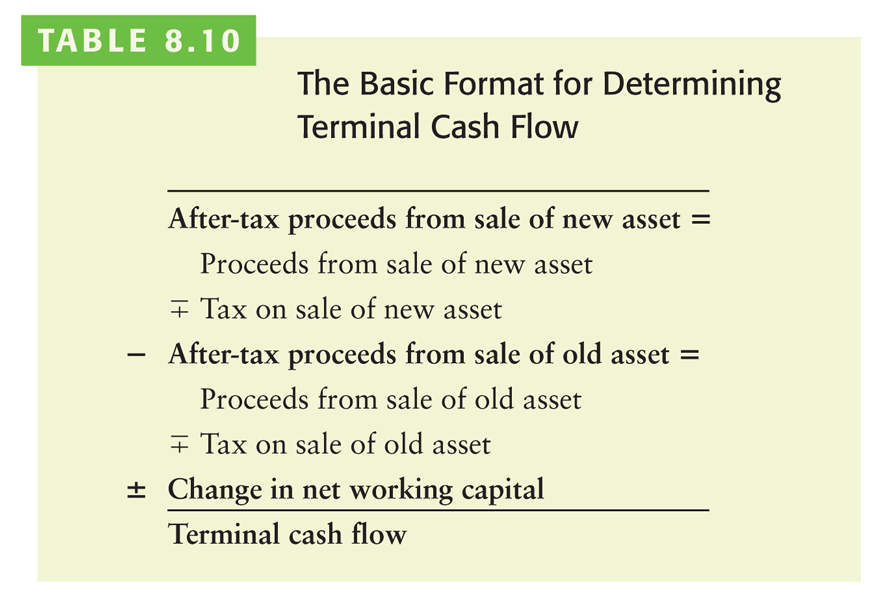 TABLE 8.10
The Basic Format for Determining
Terminal Cash Flow
After-tax proceeds from sale of new asset =
Proceeds from sale of new asset
∓ Tax on sale of new asset
− After-tax proceeds from sale of old asset =
Proceeds from sale of old asset
∓ Tax on sale of old asset
± Change in net working capital
Terminal cash flow